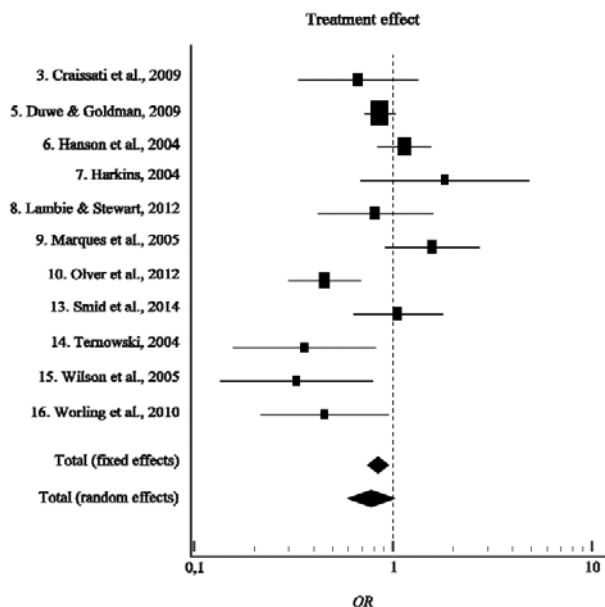 Treatment effect
3. Craissati et al., 2009
5. Duwe & Goldman, 2009
6. Hanson et al., 2004
7. Harkins, 2004
8. Lambie & Stewart, 2012
9. Marques et al., 2005
10. Olver et al., 2012
13. Smid et al., 2014
14. Ternowski, 2004
15. Wilson et al., 2005
16. Worling et al., 2010
Total (fixed effects)
Total (random effects)
0,1 1 10
OR